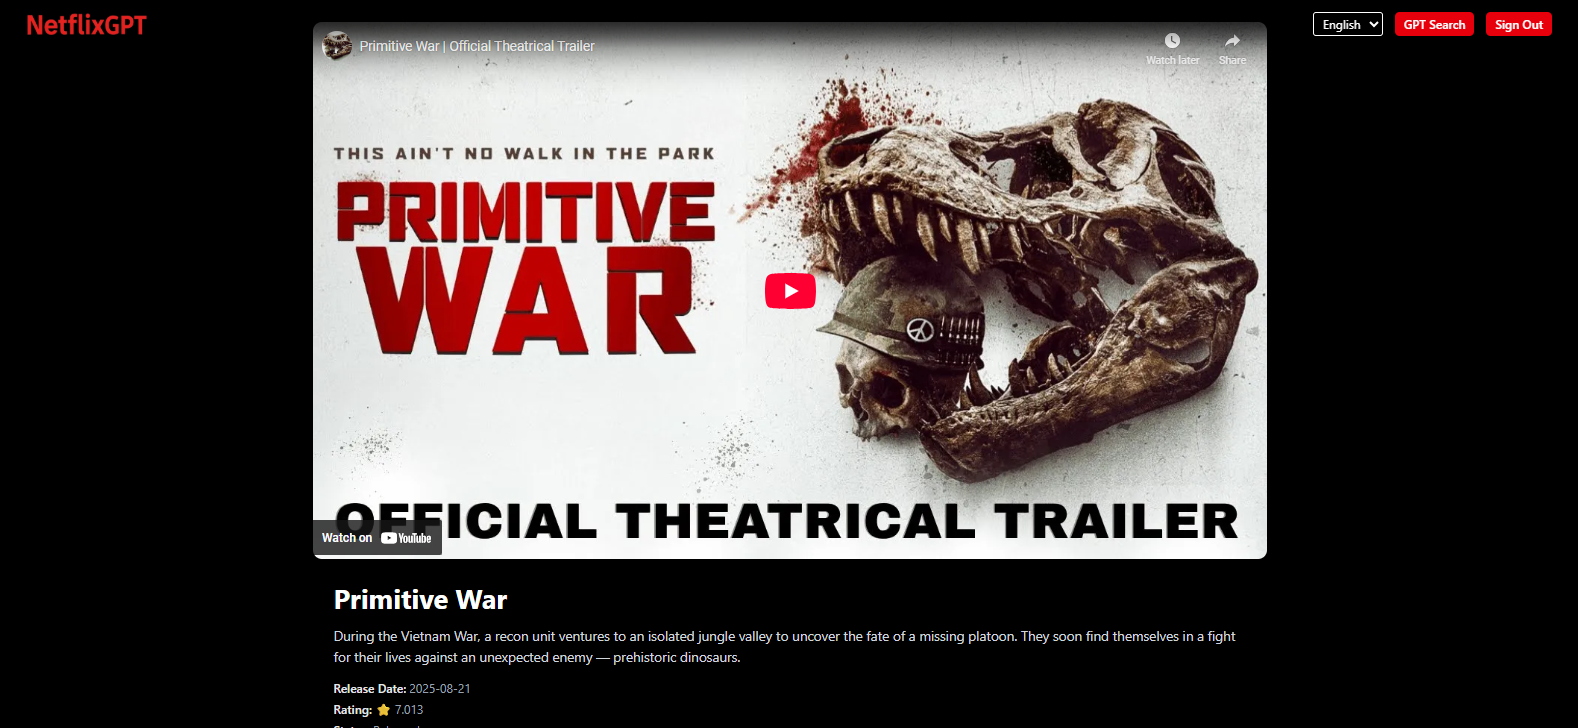 NetflixGPT
English
GPT Search
Sign Out
Primitive War | Official Theatrical Trailer
Watch later
Share
THIS AIN'T NO WALK IN THE PARK
PRIMITIVE
WAR
OFFICIAL THEATRICAL TRAILER
Watch on YouTube
Primitive War
During the Vietnam War, a recon unit ventures to an isolated jungle valley to uncover the fate of a missing platoon. They soon find themselves in a fight
for their lives against an unexpected enemy — prehistoric dinosaurs.
Release Date: 2025-08-21
Rating: ⭐ 7.013